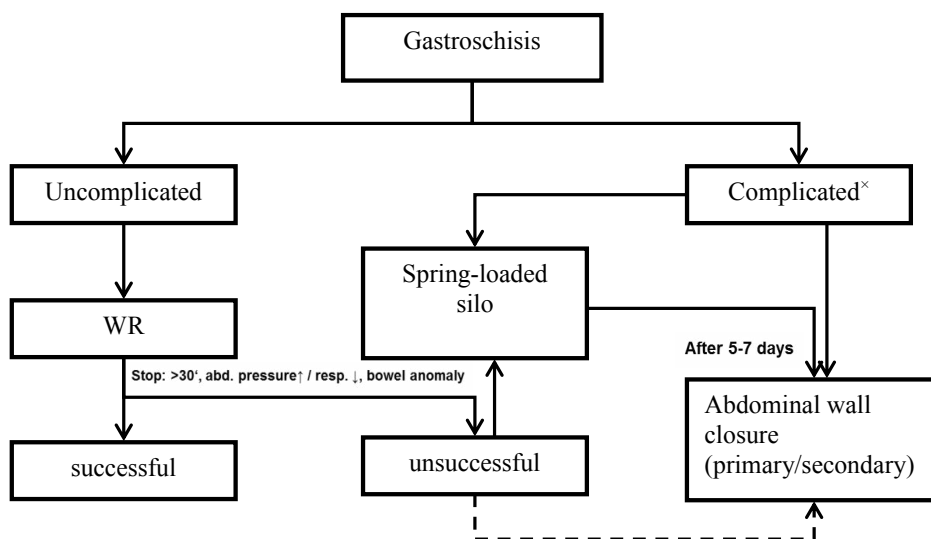 Gastroschisis
Uncomplicated
Complicated×
Spring-loaded
silo
WR
After 5-7 days
Stop: >30‘, abd. pressure↑ / resp. ↓, bowel anomaly
Abdominal wall
closure
(primary/secondary)
successful
unsuccessful